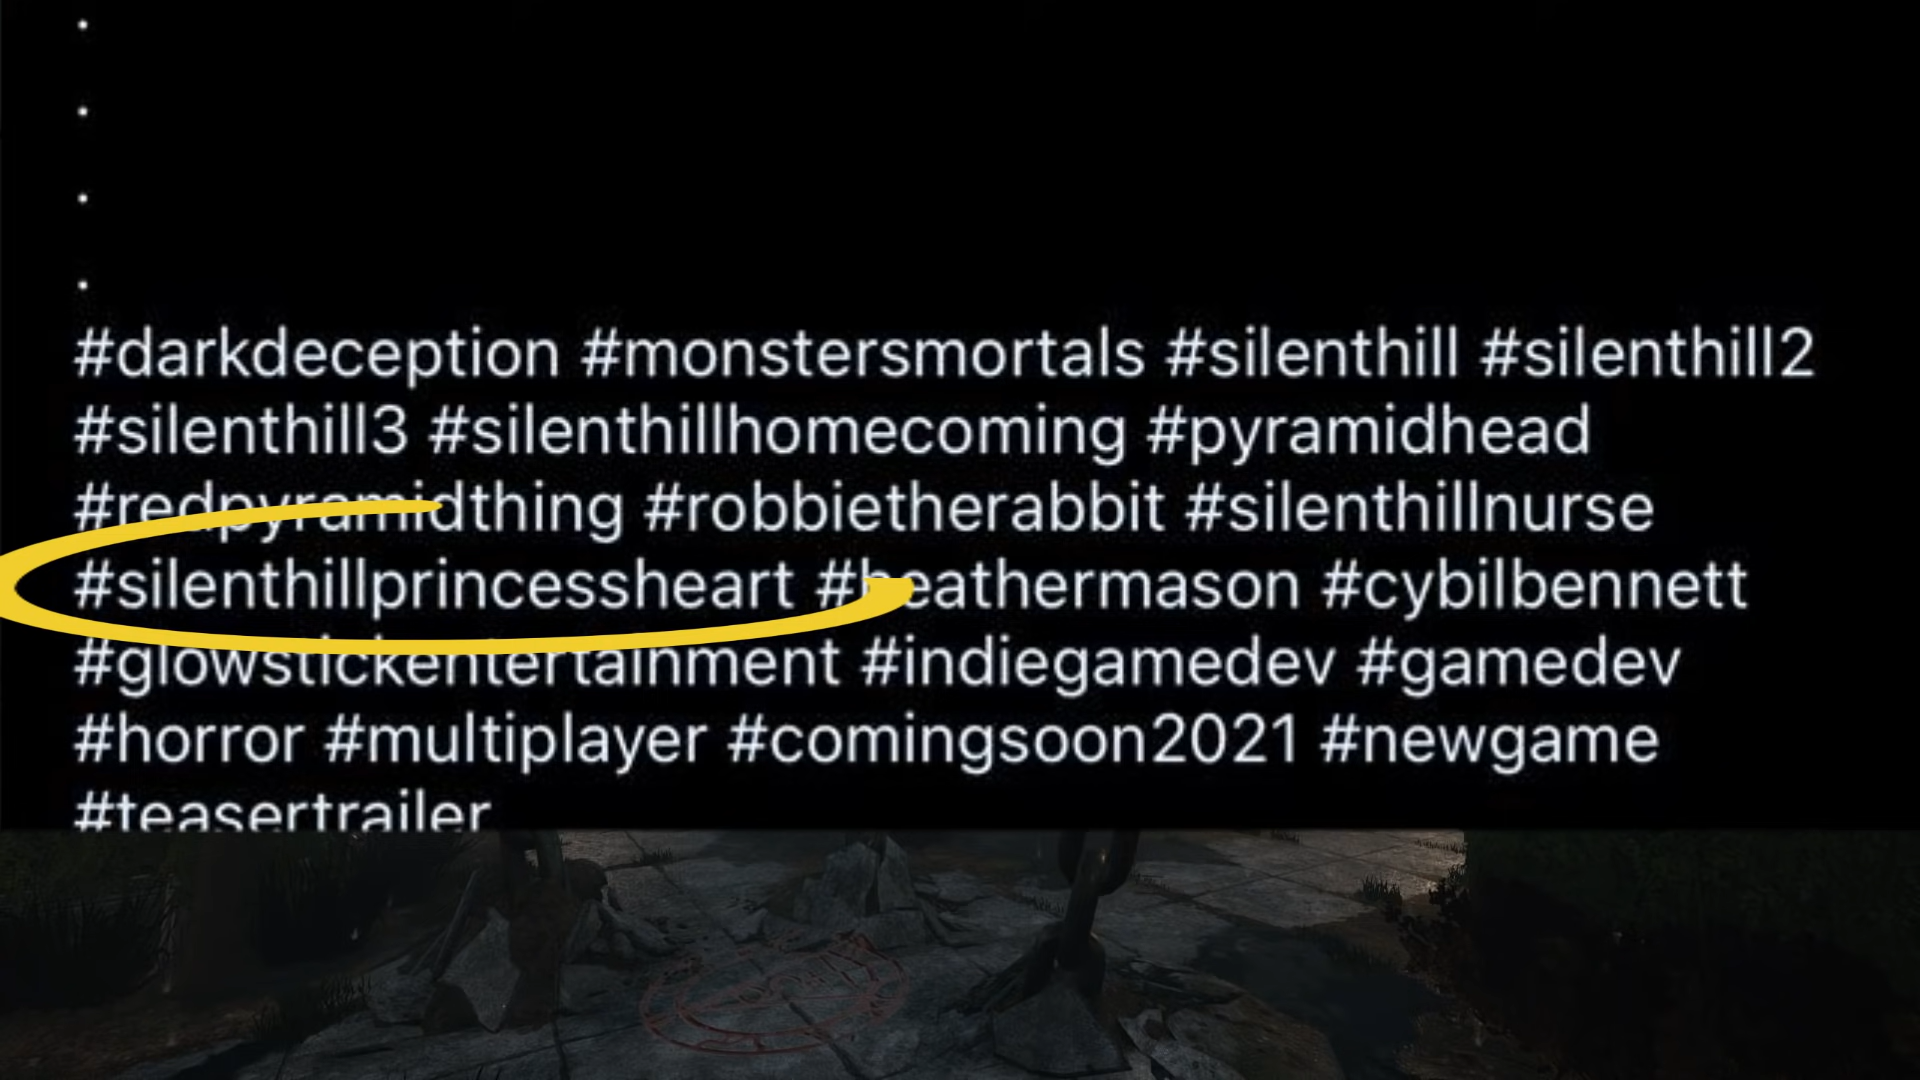 .
.
.
.
#darkdeception #monstersmortals #silenthill #silenthill2
#silenthill3 #silenthillhomecoming #pyramidhead
#redpyramidthing #robbietherabbit #silenthillnurse
#silenthillprincessheart #heathermason #cybilbennett
#glowstickentertainment #indiegamedev #gamedev
#horror #multiplayer #comingsoon2021 #newgame
#teasertrailer